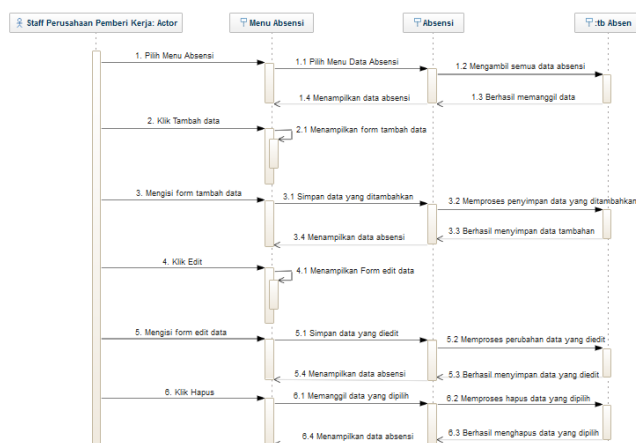 Staff Perusahaan Pemberi Kerja: Actor
Menu Absensi
Absensi
:tb Absen
1. Pilih Menu Absensi
1.1 Pilih Menu Data Absensi
1.2 Mengambil semua data absensi
1.4 Menampilkan data absensi
1.3 Berhasil memanggil data
2. Klik Tambah data
2.1 Menampilkan form tambah data
3. Mengisi form tambah data
3.1 Simpan data yang ditambahkan
3.2 Memproses penyimpan data yang ditambahkan
3.4 Menampilkan data absensi
3.3 Berhasil menyimpan data tambahan
4. Klik Edit
4.1 Menampilkan Form edit data
5. Mengisi form edit data
5.1 Simpan data yang diedit
5.2 Memproses perubahan data yang diedit
5.4 Menampilkan data absensi
5.3 Berhasil menyimpan data yang diedit
6. Klik Hapus
6.1 Memanggil data yang dipilih
6.2 Memproses hapus data yang dipilih
6.4 Menampilkan data absensi
6.3 Berhasil menghapus data yang dipilih